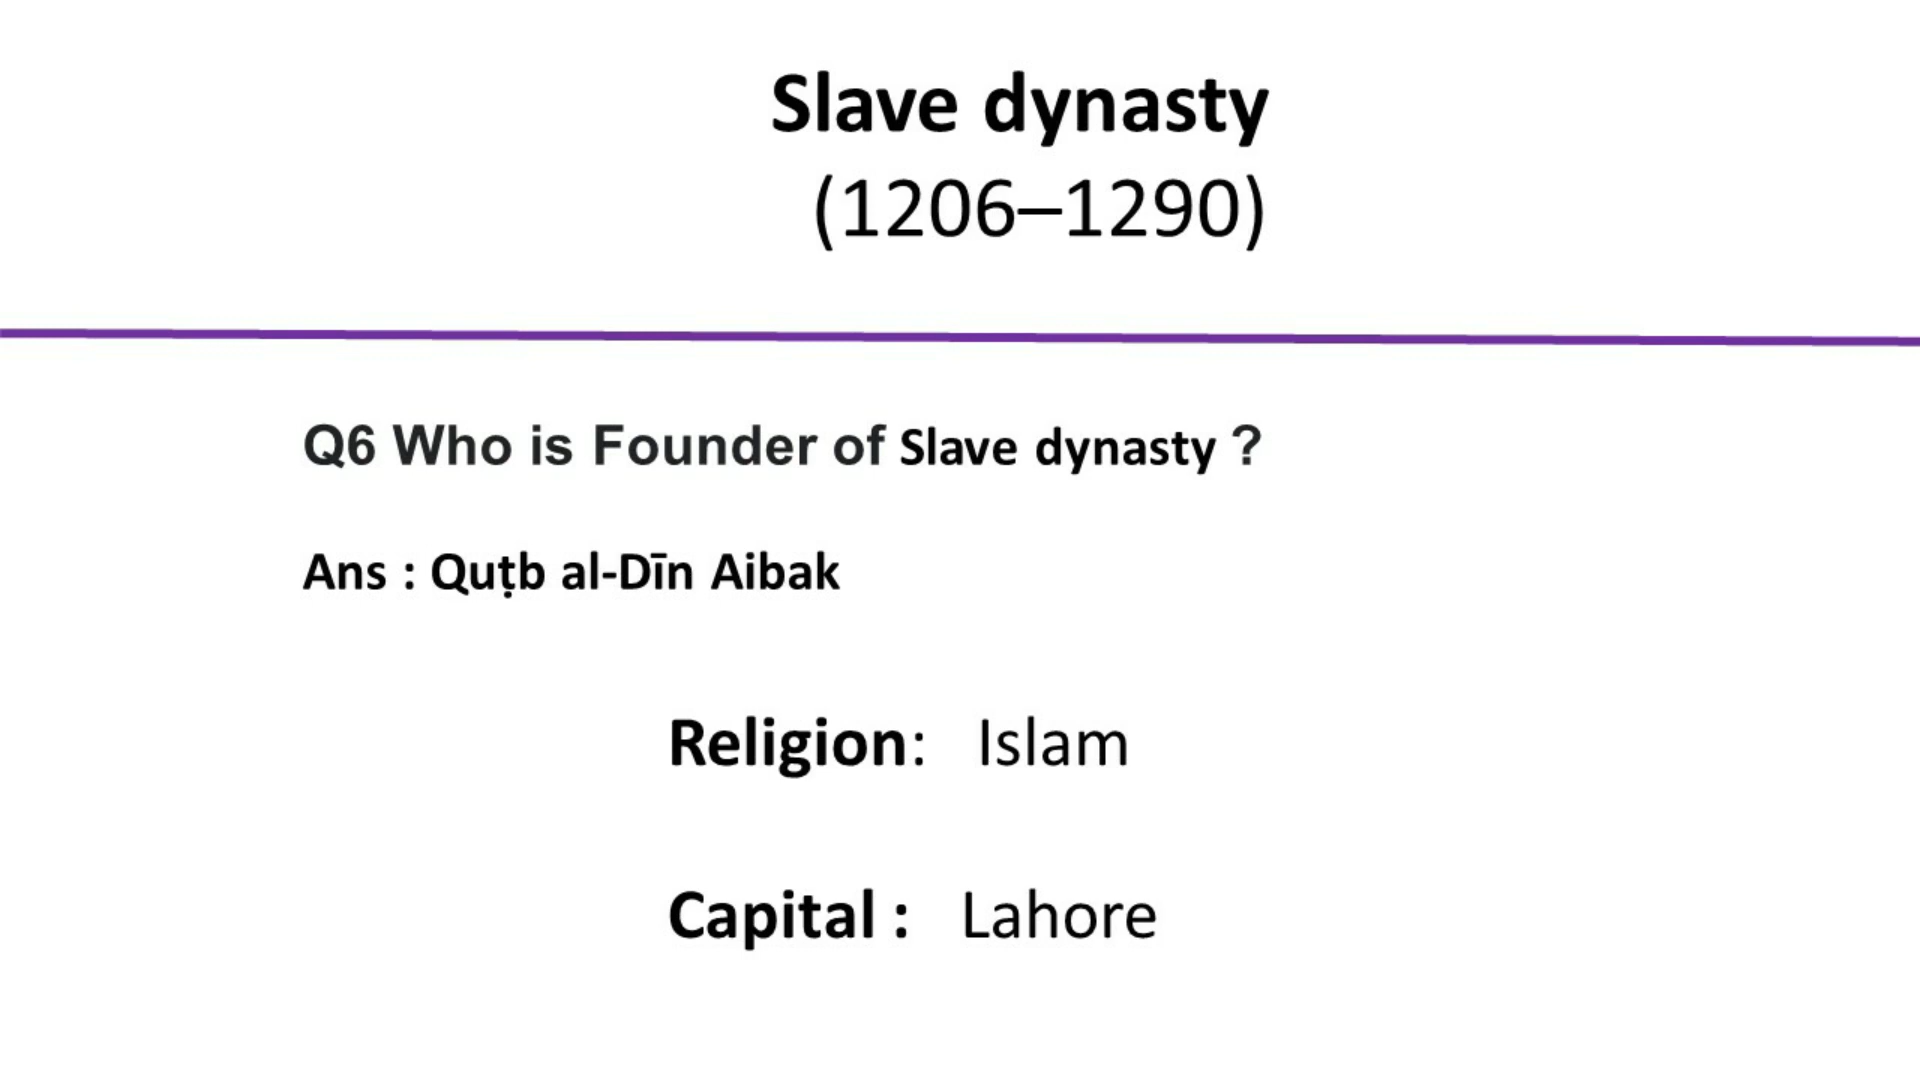 Slave dynasty
(1206–1290)
Q6 Who is Founder of Slave dynasty ?
Ans : Quṭb al-Dīn Aibak
Religion: Islam
Capital : Lahore